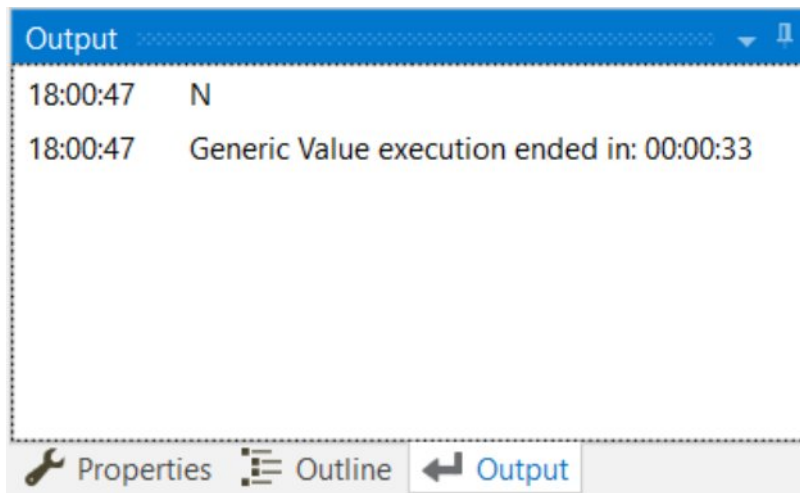 Output
18:00:47 N
18:00:47 Generic Value execution ended in: 00:00:33
Properties Outline Output